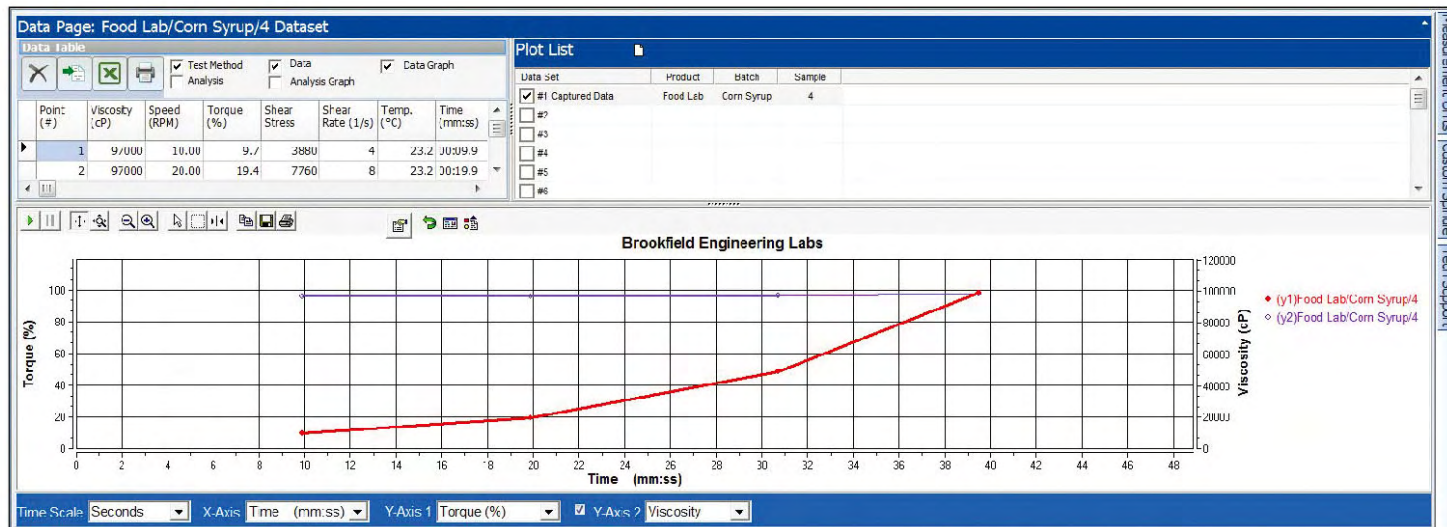 Data Page: Food Lab/Corn Syrup/4 Dataset
Data Table
Test Method Data Data Graph
Analysis Analysis Graph
Point (#) Viscosity (cP) Speed (RPM) Torque (%) Shear Stress Shear Rate (1/s) Temp. (°C) Time (mm:ss)
1 97000 10.00 9.7 3880 4 23.2 00:09.9
2 97000 20.00 19.4 7760 8 23.2 00:19.9
Plot List
Data Set Product Batch Sample
#1 Captured Data Food Lab Corn Syrup 4
#2
#3
#4
#5
#6
Custom Spindle
Tech Support
Brookfield Engineering Labs
Torque (%)
100
80
60
40
20
0
0 2 4 6 8 10 12 14 16 18 20 22 24 26 28 30 32 34 36 38 40 42 44 46 48
Time (mm:ss)
120000
100000
80000
60000
40000
20000
0
Viscosity (cP)
(y1)Food Lab/Corn Syrup/4
(y2)Food Lab/Corn Syrup/4
Time Scale Seconds X-Axis Time (mm:ss) Y-Axis 1 Torque (%) Y-Axis 2 Viscosity